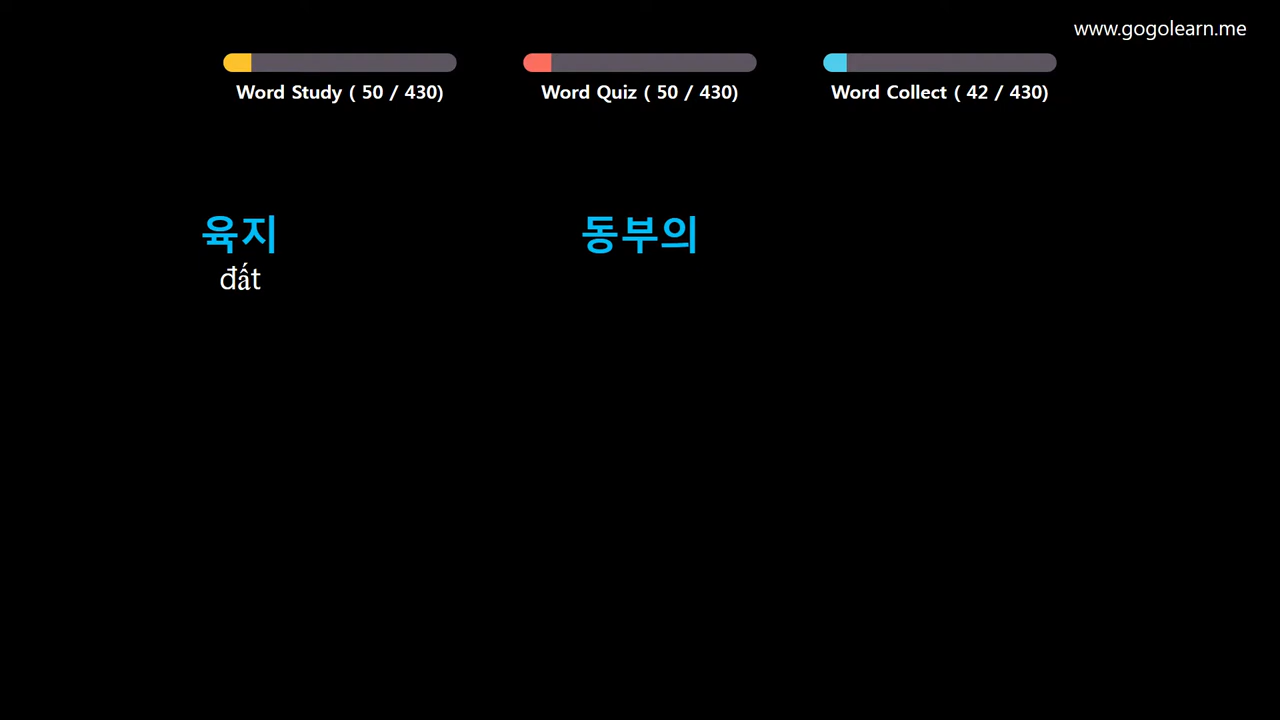 www.gogolearn.me
Word Study ( 50 / 430)
Word Quiz ( 50 / 430)
Word Collect ( 42 / 430)
육지
đất
동부의